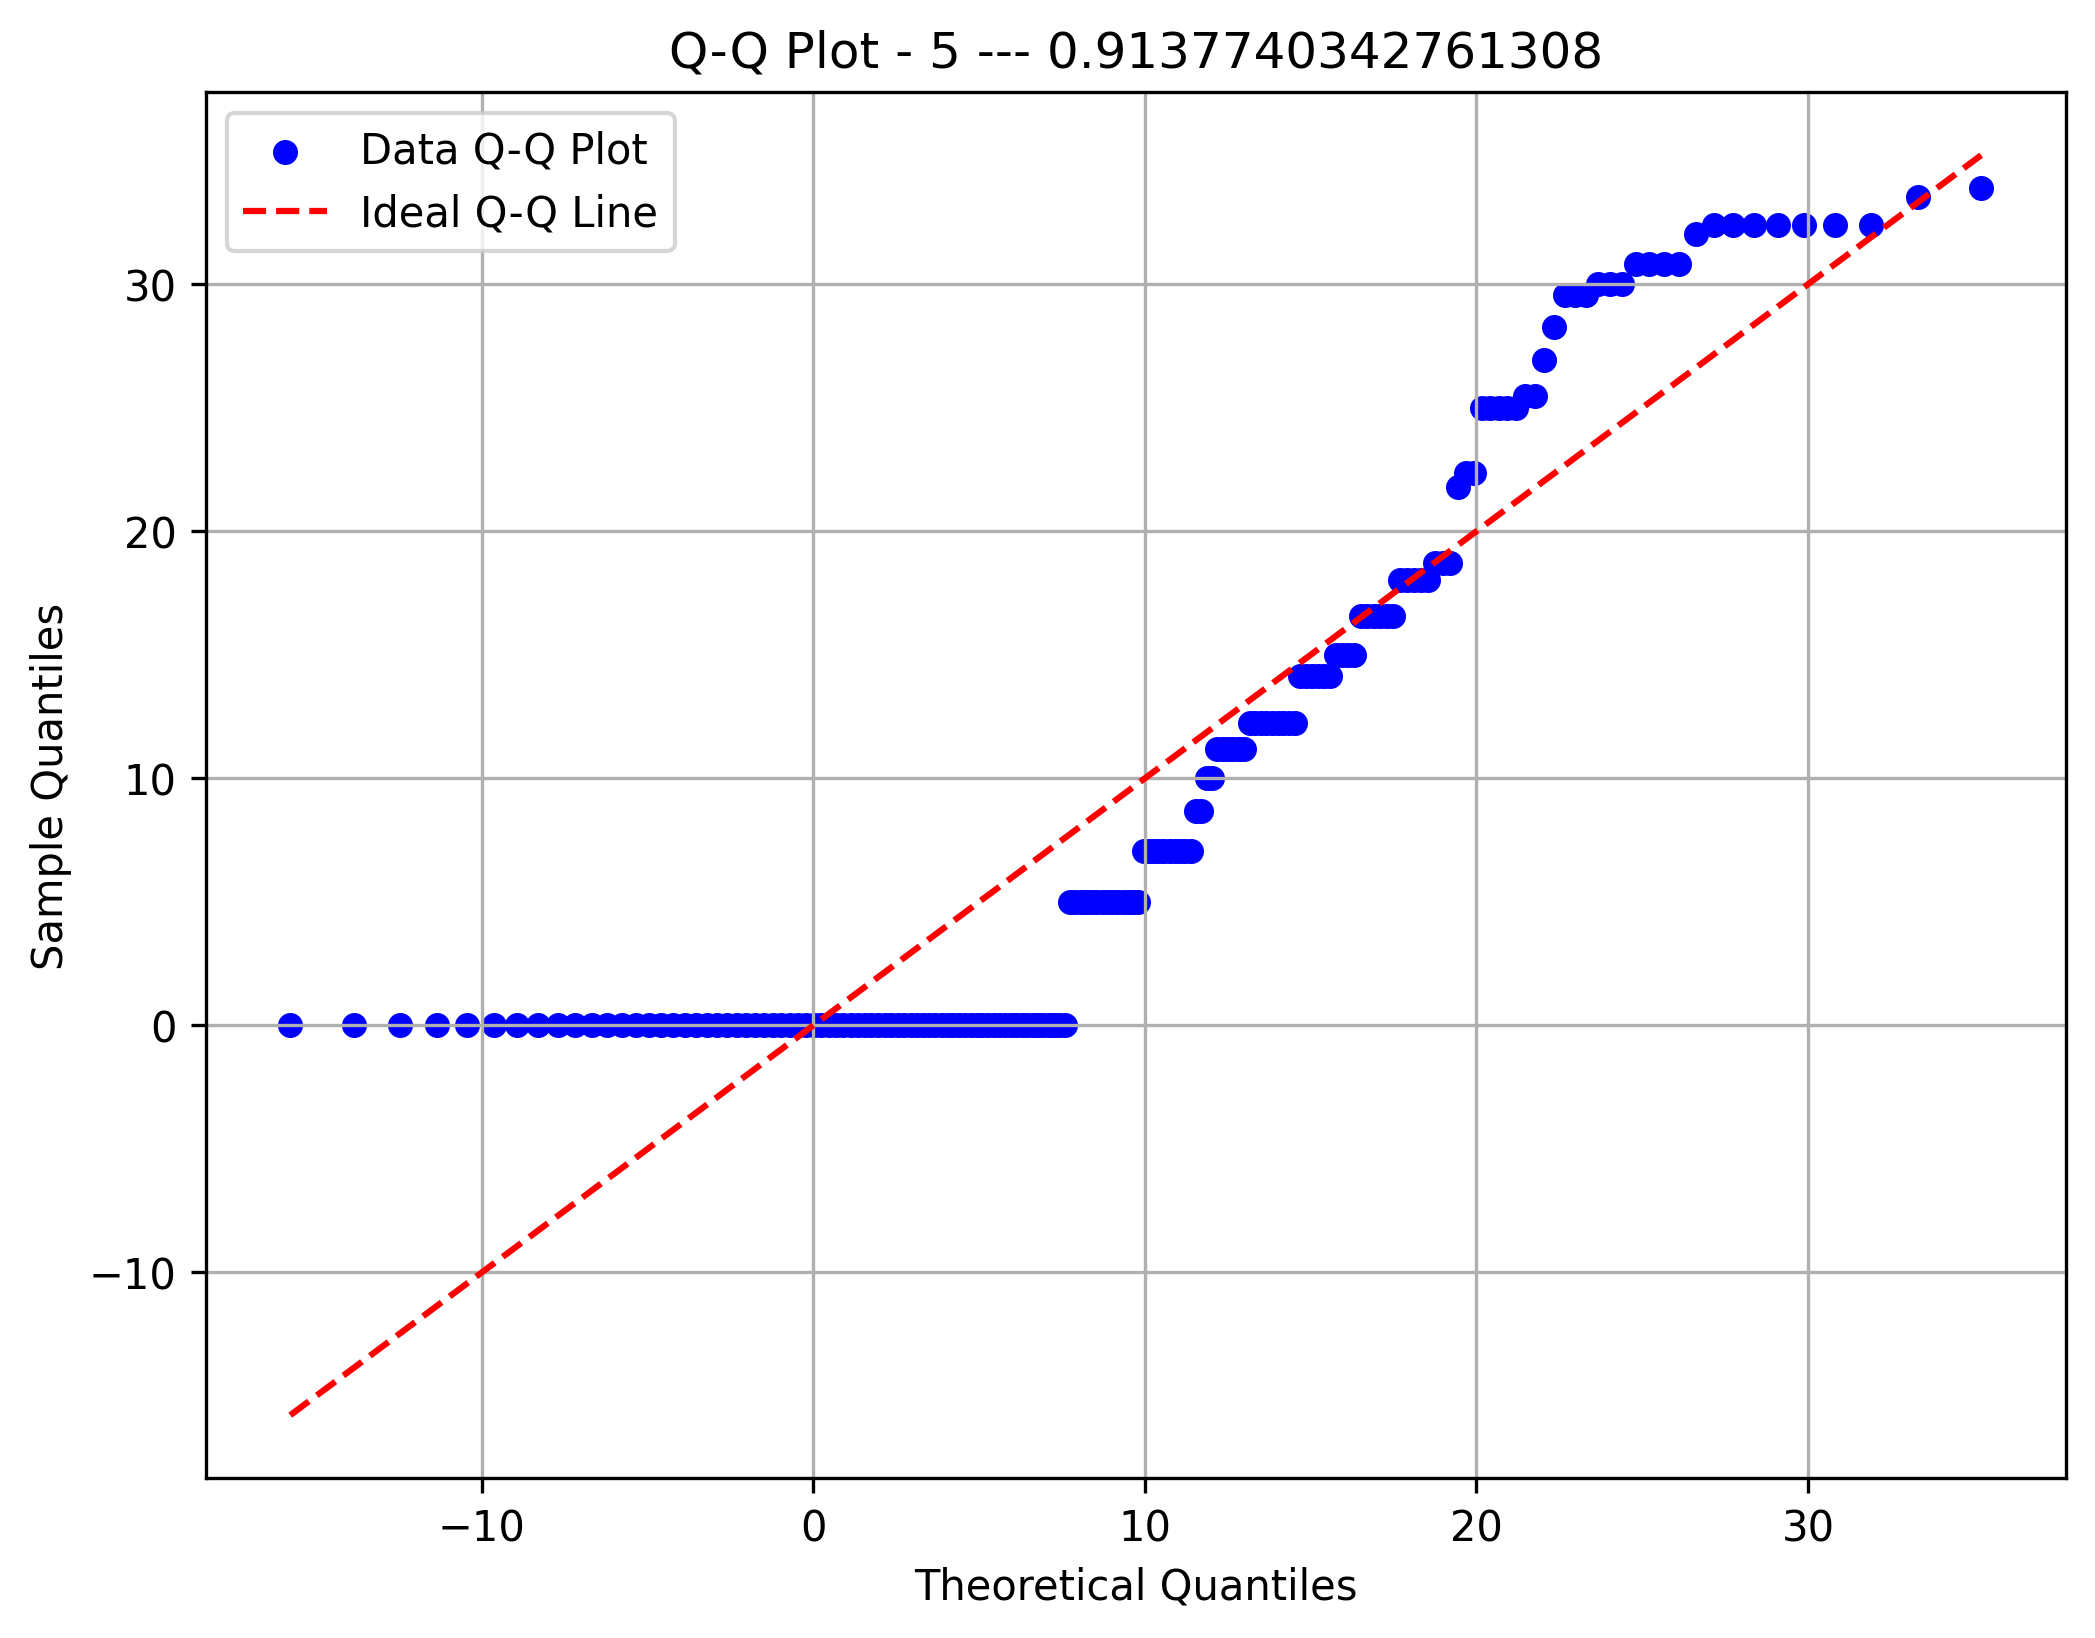 Q-Q Plot - 5 --- 0.9137740342761308
Data Q-Q Plot
Ideal Q-Q Line
Sample Quantiles
30
20
10
0
−10
−10 0 10 20 30
Theoretical Quantiles